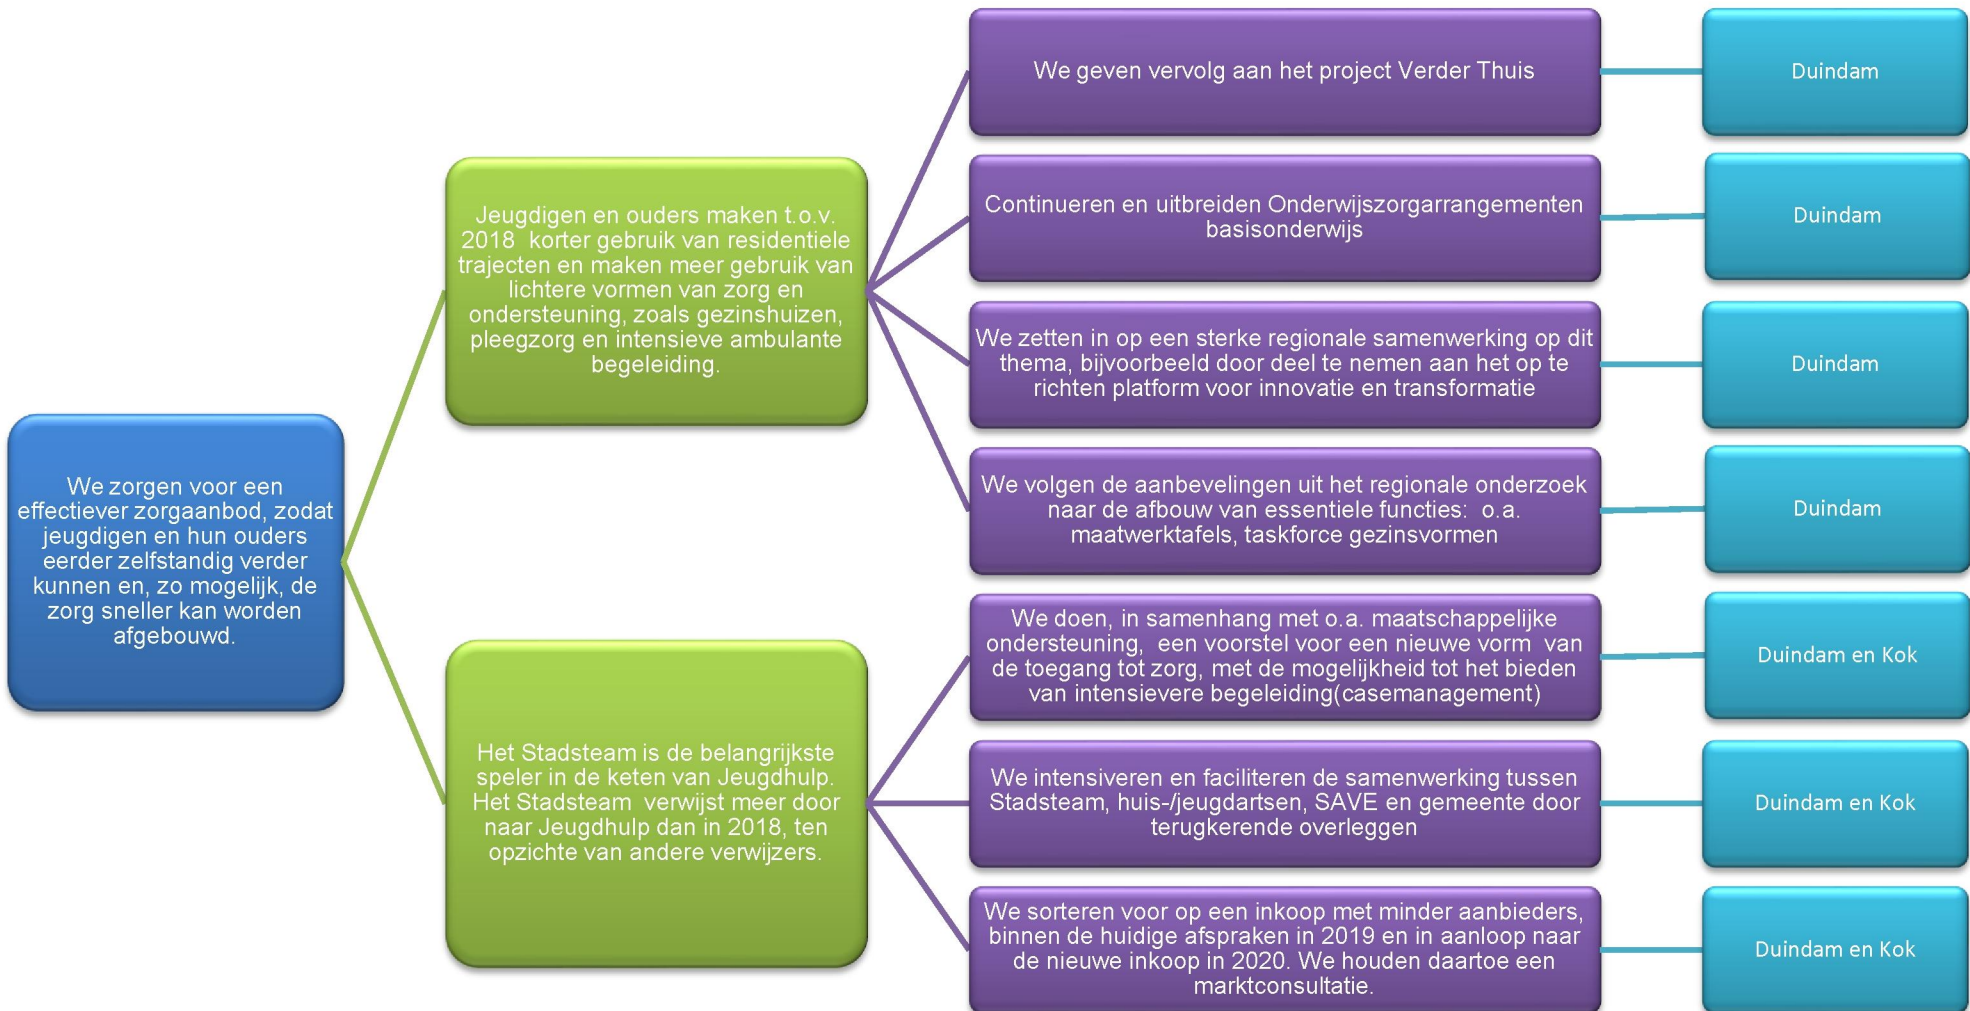 We zorgen voor een
effectiever zorgaanbod, zodat
jeugdigen en hun ouders
eerder zelfstandig verder
kunnen en, zo mogelijk, de
zorg sneller kan worden
afgebouwd.
Jeugdigen en ouders maken t.o.v.
2018 korter gebruik van residentiele
trajecten en maken meer gebruik van
lichtere vormen van zorg en
ondersteuning, zoals gezinshuizen,
pleegzorg en intensieve ambulante
begeleiding.
We geven vervolg aan het project Verder Thuis
Duindam
Continueren en uitbreiden Onderwijszorgarrangementen
basisonderwijs
Duindam
We zetten in op een sterke regionale samenwerking op dit
thema, bijvoorbeeld door deel te nemen aan het op te
richten platform voor innovatie en transformatie
Duindam
We volgen de aanbevelingen uit het regionale onderzoek
naar de afbouw van essentiele functies: o.a.
maatwerktafels, taskforce gezinsvormen
Duindam
Het Stadsteam is de belangrijkste
speler in de keten van Jeugdhulp.
Het Stadsteam verwijst meer door
naar Jeugdhulp dan in 2018, ten
opzichte van andere verwijzers.
We doen, in samenhang met o.a. maatschappelijke
ondersteuning, een voorstel voor een nieuwe vorm van
de toegang tot zorg, met de mogelijkheid tot het bieden
van intensievere begeleiding(casemanagement)
Duindam en Kok
We intensiveren en faciliteren de samenwerking tussen
Stadsteam, huis-/jeugdartsen, SAVE en gemeente door
terugkerende overleggen
Duindam en Kok
We sorteren voor op een inkoop met minder aanbieders,
binnen de huidige afspraken in 2019 en in aanloop naar
de nieuwe inkoop in 2020. We houden daartoe een
marktconsultatie.
Duindam en Kok